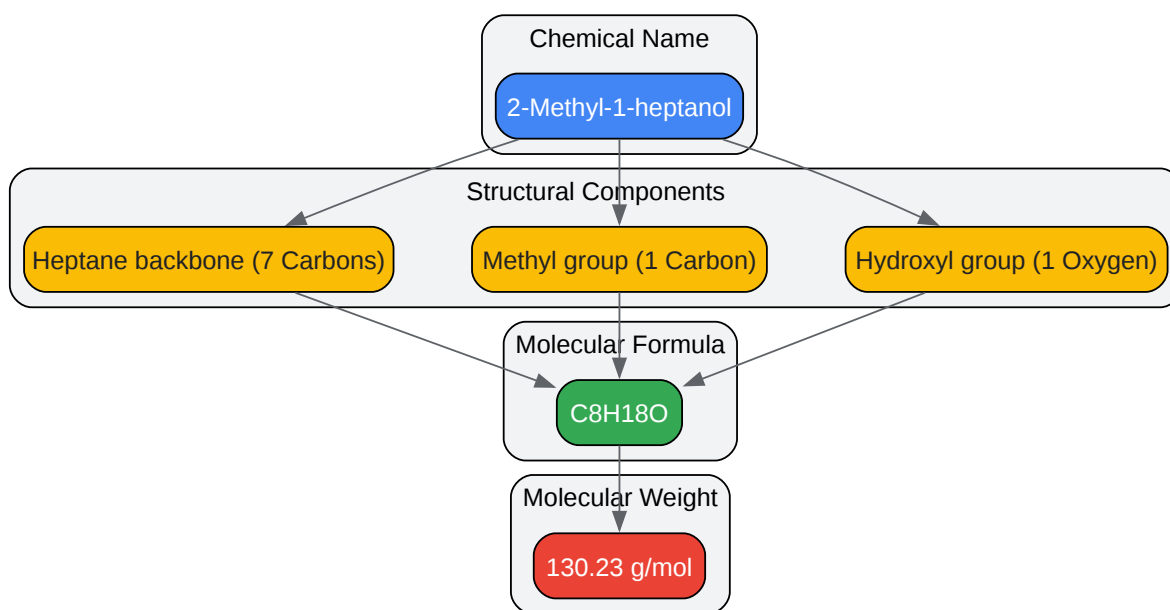 Chemical Name
2-Methyl-1-heptanol
Structural Components
Heptane backbone (7 Carbons)
Methyl group (1 Carbon)
Hydroxyl group (1 Oxygen)
Molecular Formula
C8H18O
Molecular Weight
130.23 g/mol